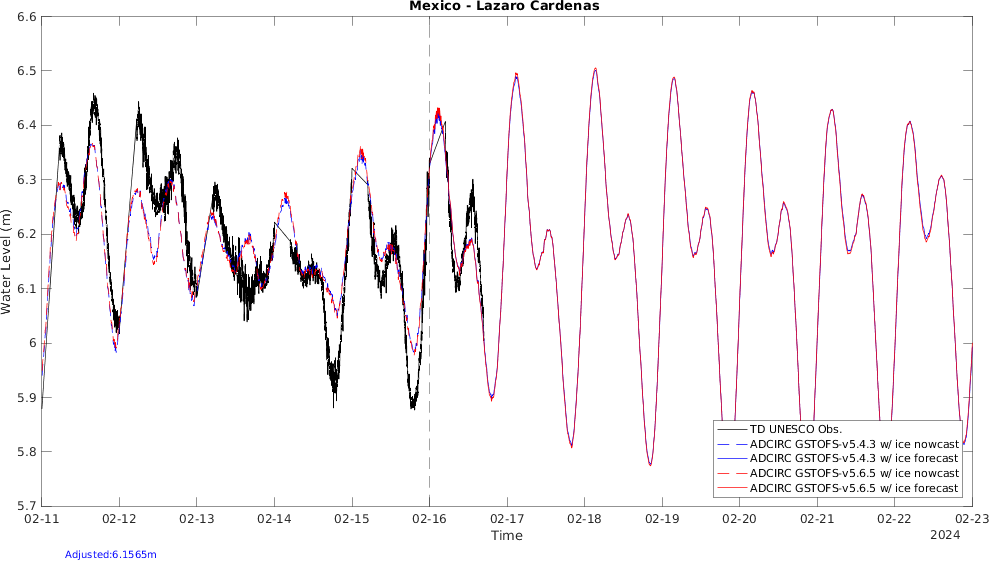 Mexico - Lazaro Cardenas
6.6
6.5
6.4
6.3
6.2
6.1
6
5.9
5.8
5.7
Water Level (m)
TD UNESCO Obs.
ADCIRC GSTOFS-v5.4.3 w/ ice nowcast
ADCIRC GSTOFS-v5.4.3 w/ ice forecast
ADCIRC GSTOFS-v5.6.5 w/ ice nowcast
ADCIRC GSTOFS-v5.6.5 w/ ice forecast
02-11 02-12 02-13 02-14 02-15 02-16 02-17 02-18 02-19 02-20 02-21 02-22 02-23
Time
2024
Adjusted:6.1565m